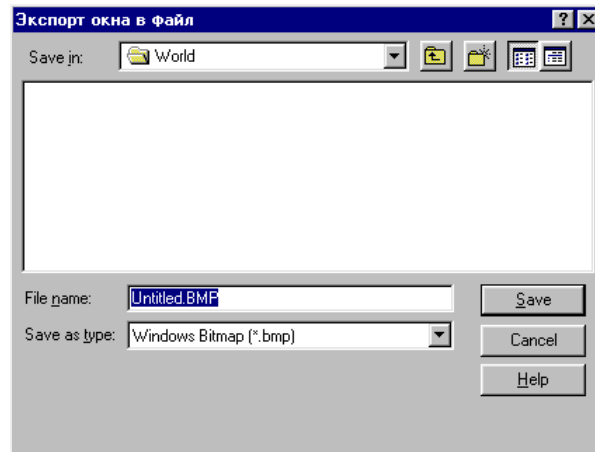 Экспорт окна в файл
Save in: World
File name: Untitled.BMP
Save
Save as type: Windows Bitmap (*.bmp)
Cancel
Help